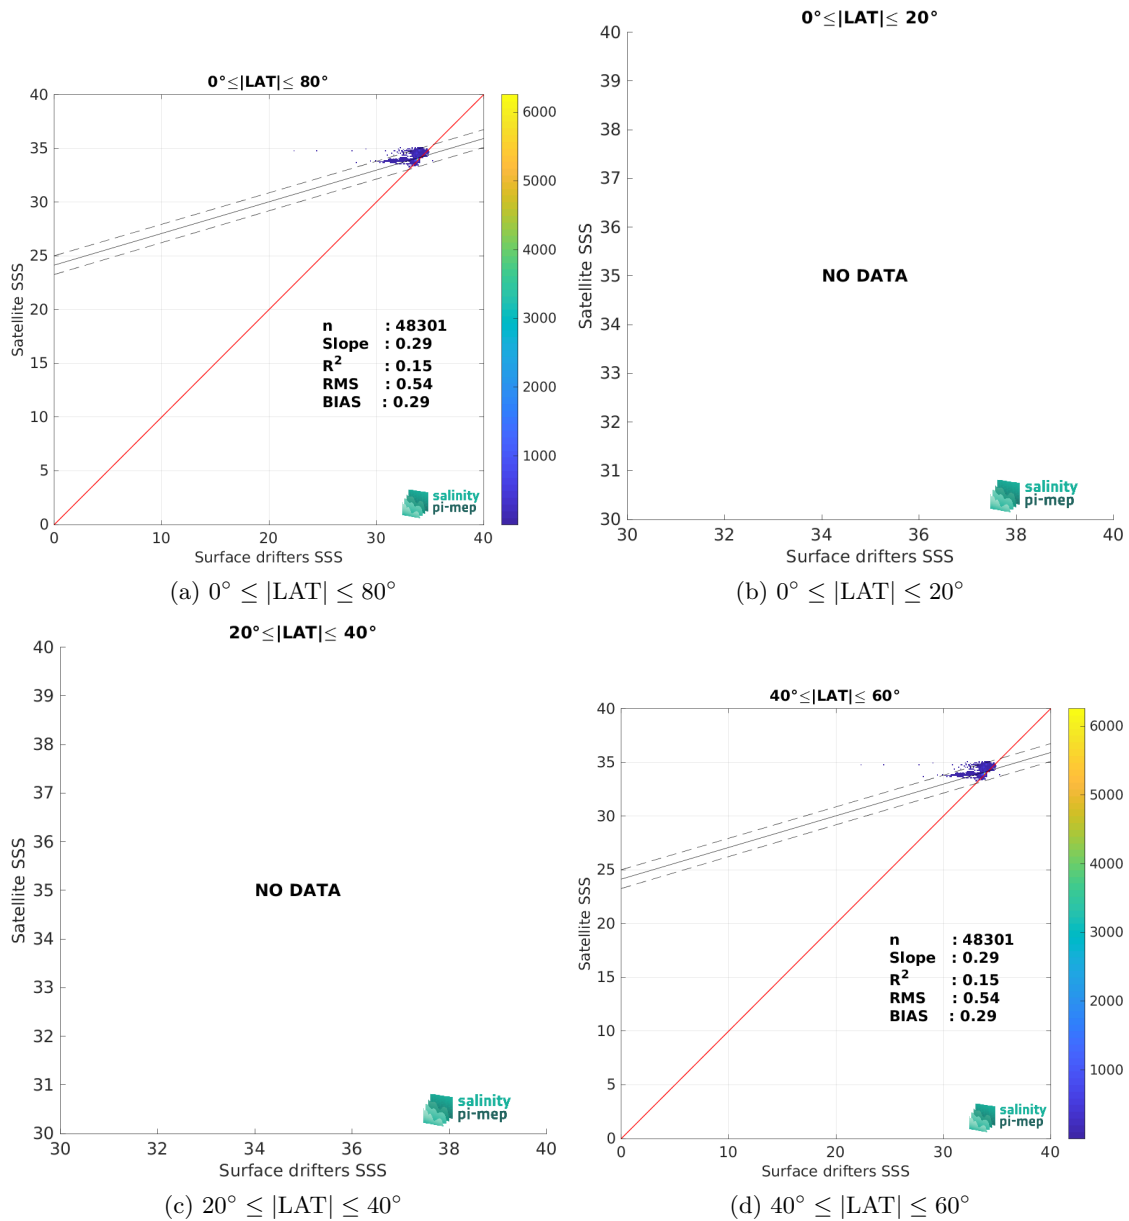 0°≤|LAT|≤ 80°
40
35
30
25
20
15
10
5
0
Satellite SSS
0
10
20
30
40
Surface drifters SSS
6000
5000
4000
3000
2000
1000
n : 48301
Slope : 0.29
R² : 0.15
RMS : 0.54
BIAS : 0.29
salinity
pi-mep
(a) 0° ≤ |LAT| ≤ 80°
0°≤|LAT|≤ 20°
40
39
38
37
36
35
34
33
32
31
30
Satellite SSS
NO DATA
30
32
34
36
38
40
Surface drifters SSS
salinity
pi-mep
(b) 0° ≤ |LAT| ≤ 20°
20°≤|LAT|≤ 40°
40
39
38
37
36
35
34
33
32
31
30
Satellite SSS
NO DATA
30
32
34
36
38
40
Surface drifters SSS
salinity
pi-mep
(c) 20° ≤ |LAT| ≤ 40°
40°≤|LAT|≤ 60°
40
35
30
25
20
15
10
5
0
Satellite SSS
0
10
20
30
40
Surface drifters SSS
6000
5000
4000
3000
2000
1000
n : 48301
Slope : 0.29
R² : 0.15
RMS : 0.54
BIAS : 0.29
salinity
pi-mep
(d) 40° ≤ |LAT| ≤ 60°